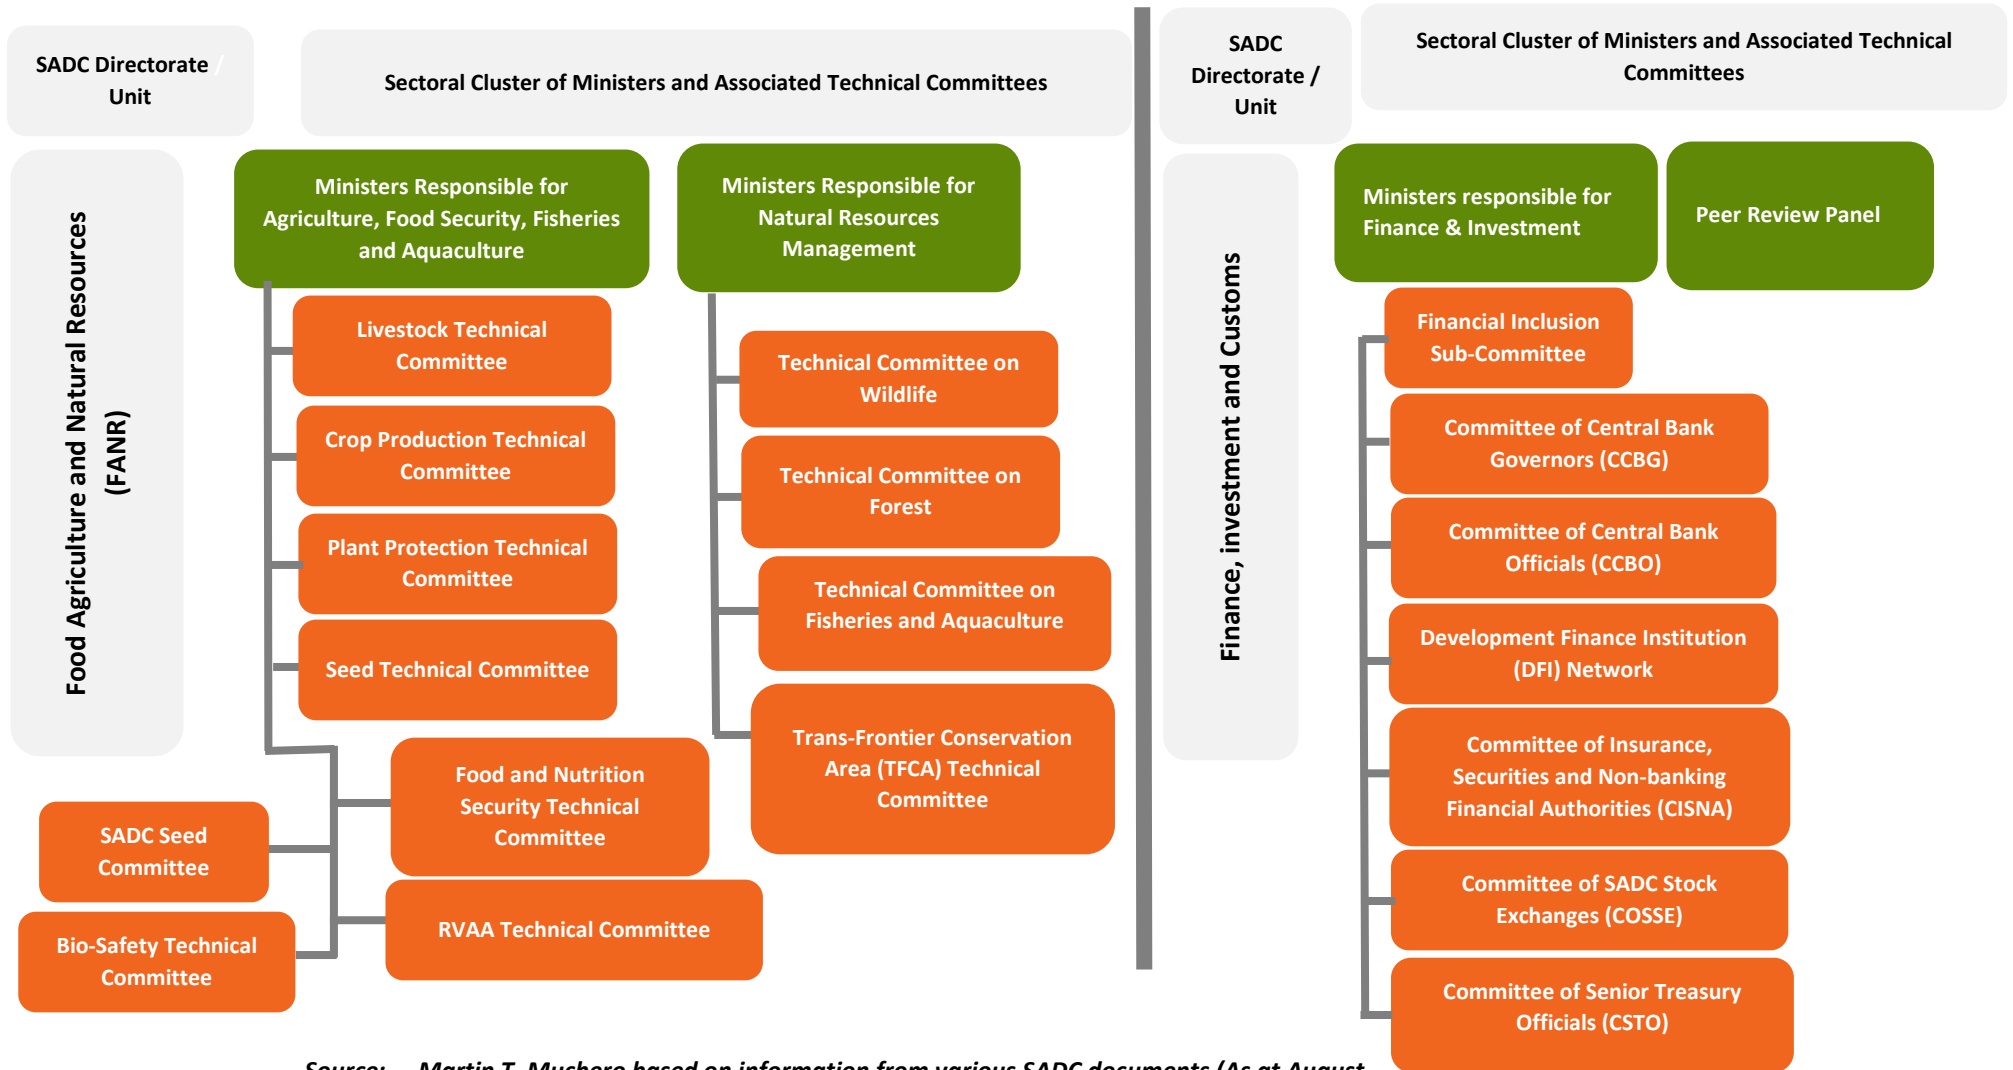 SADC Directorate /
Unit
Sectoral Cluster of Ministers and Associated Technical Committees
Food Agriculture and Natural Resources
(FANR)
Ministers Responsible for
Agriculture, Food Security, Fisheries
and Aquaculture
Livestock Technical
Committee
Crop Production Technical
Committee
Plant Protection Technical
Committee
Seed Technical Committee
Food and Nutrition
Security Technical
Committee
SADC Seed
Committee
RVAA Technical Committee
Bio-Safety Technical
Committee
Ministers Responsible for
Natural Resources
Management
Technical Committee on
Wildlife
Technical Committee on
Forest
Technical Committee on
Fisheries and Aquaculture
Trans-Frontier Conservation
Area (TFCA) Technical
Committee
SADC
Directorate /
Unit
Sectoral Cluster of Ministers and Associated Technical
Committees
Finance, investment and Customs
Ministers responsible for
Finance & Investment
Peer Review Panel
Financial Inclusion
Sub-Committee
Committee of Central Bank
Governors (CCBG)
Committee of Central Bank
Officials (CCBO)
Development Finance Institution
(DFI) Network
Committee of Insurance,
Securities and Non-banking
Financial Authorities (CISNA)
Committee of SADC Stock
Exchanges (COSSE)
Committee of Senior Treasury
Officials (CSTO)
Source: Martin T. Muchero based on information from various SADC documents (As at August